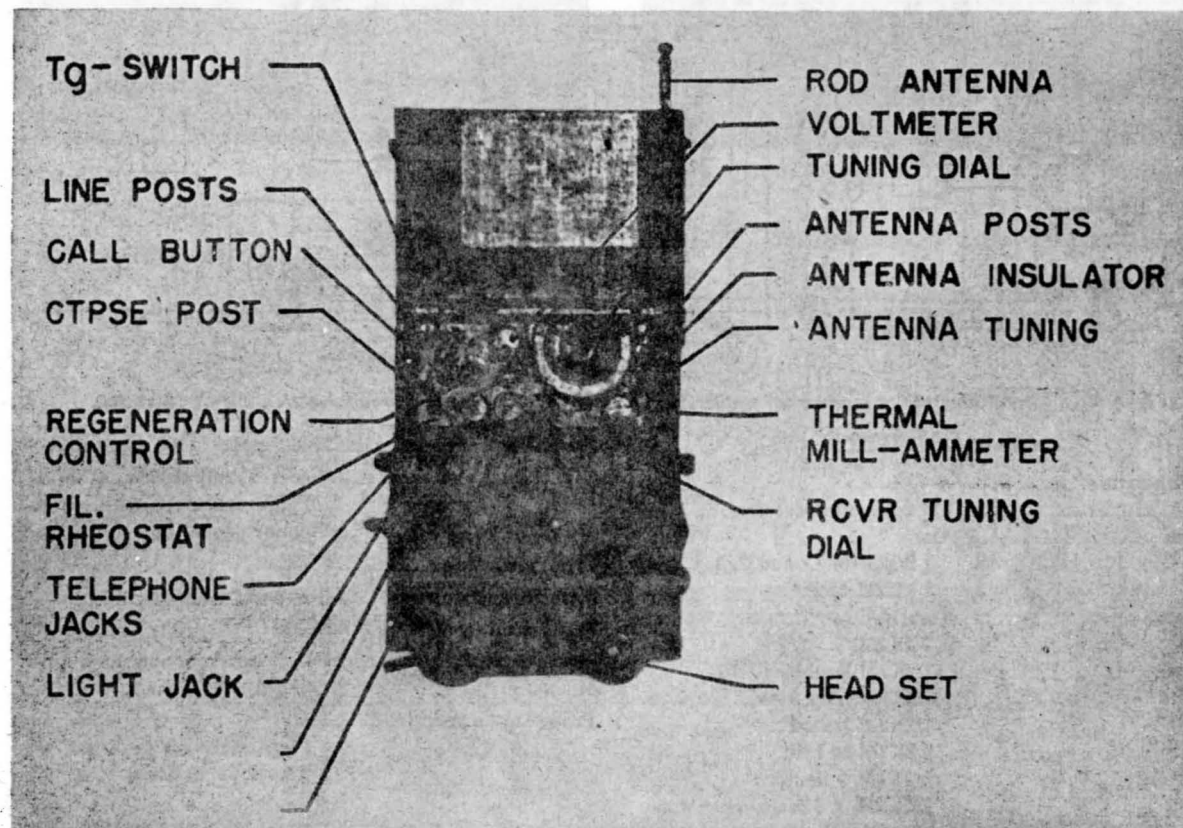 Tg- SWITCH
LINE POSTS
CALL BUTTON
CTPSE POST
REGENERATION
CONTROL
FIL.
RHEOSTAT
TELEPHONE
JACKS
LIGHT JACK
ROD ANTENNA
VOLTMETER
TUNING DIAL
ANTENNA POSTS
ANTENNA INSULATOR
ANTENNA TUNING
THERMAL
MILL-AMMETER
RCVR TUNING
DIAL
HEAD SET